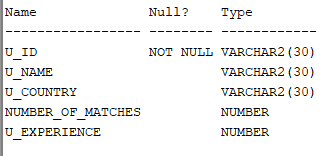 Name              Null?    Type
----------------- -------- ------------
U_ID              NOT NULL VARCHAR2(30)
U_NAME                     VARCHAR2(30)
U_COUNTRY                  VARCHAR2(30)
NUMBER_OF_MATCHES          NUMBER
U_EXPERIENCE               NUMBER